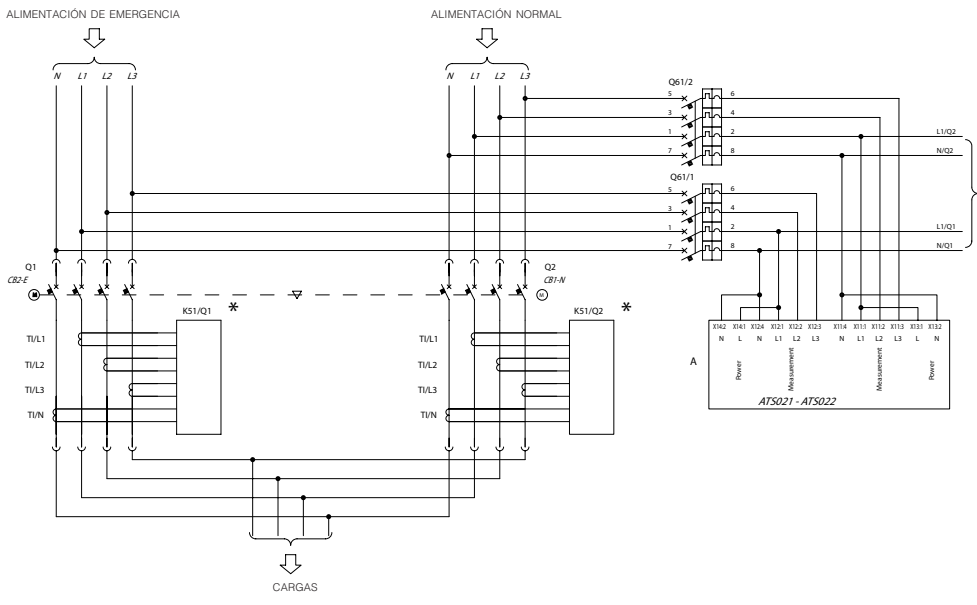 ALIMENTACIÓN DE EMERGENCIA
ALIMENTACIÓN NORMAL
N L1 L2 L3
N L1 L2 L3
Q61/2
5 6
3 4
1 2 L1/Q2
7 8 N/Q2
Q61/1
5 6
3 4
1 2 L1/Q1
7 8 N/Q1
Q1
CB2-E
M
Q2
CB1-N
M
K51/Q1 *
K51/Q2 *
TI/L1
TI/L2
TI/L3
TI/N
TI/L1
TI/L2
TI/L3
TI/N
A
X14:2 X14:1 X12:4 X12:1 X12:2 X12:3 X11:4 X11:1 X11:2 X11:3 X13:1 X13:2
N L N L1 L2 L3 N L1 L2 L3 L N
Power Measurement Measurement Power
ATS021 - ATS022
CARGAS